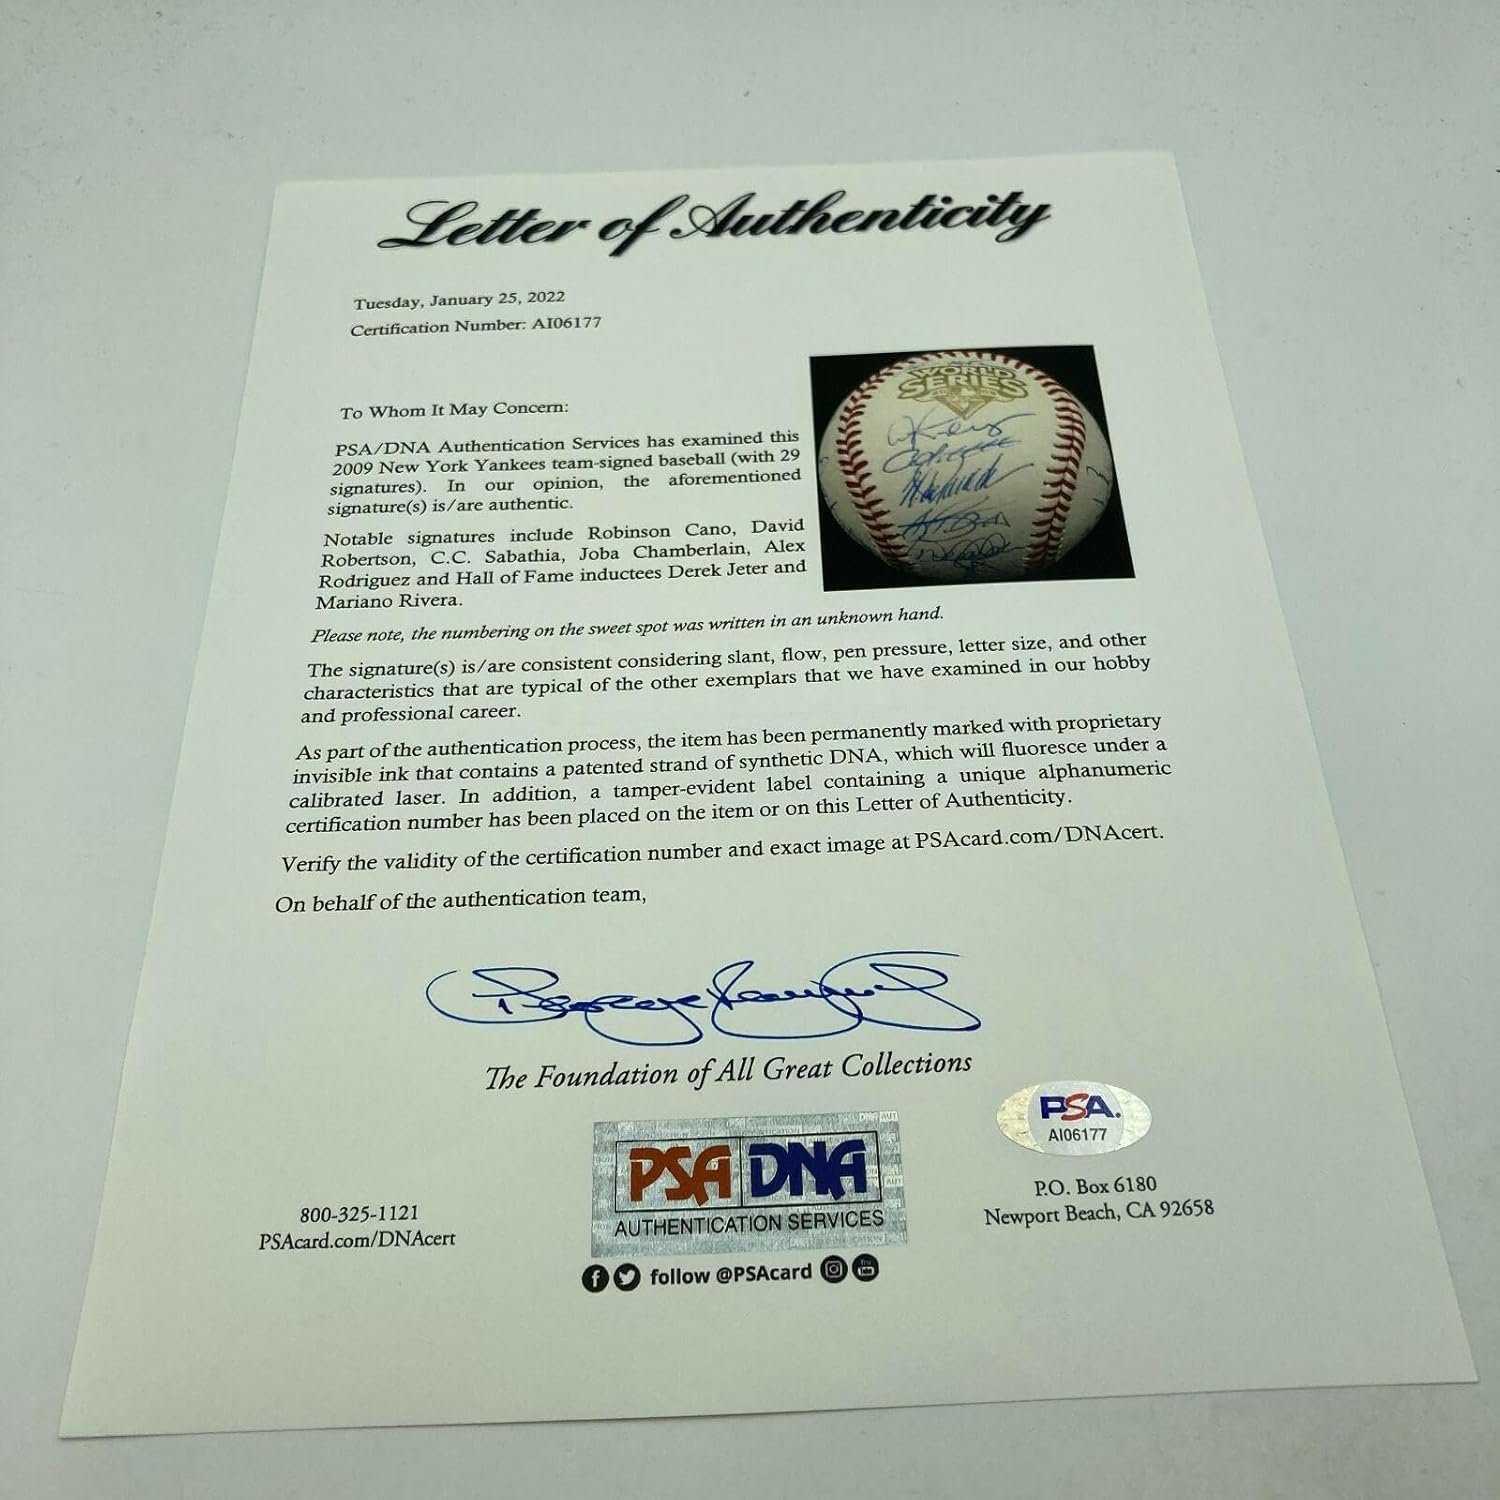 Letter of Authenticity
Tuesday, January 25, 2022
Certification Number: AI06177
To Whom It May Concern:
PSA/DNA Authentication Services has examined this
2009 New York Yankees team-signed baseball (with 29
signatures). In our opinion, the aforementioned
signature(s) is/are authentic.
Notable signatures include Robinson Cano, David
Robertson, C.C. Sabathia, Joba Chamberlain, Alex
Rodriguez and Hall of Fame inductees Derek Jeter and
Mariano Rivera.
WORLD
SERIES
Please note, the numbering on the sweet spot was written in an unknown hand.
The signature(s) is/are consistent considering slant, flow, pen pressure, letter size, and other
characteristics that are typical of the other exemplars that we have examined in our hobby
and professional career.
As part of the authentication process, the item has been permanently marked with proprietary
invisible ink that contains a patented strand of synthetic DNA, which will fluoresce under a
calibrated laser. In addition, a tamper-evident label containing a unique alphanumeric
certification number has been placed on the item or on this Letter of Authenticity.
Verify the validity of the certification number and exact image at PSAcard.com/DNAcert.
On behalf of the authentication team,
The Foundation of All Great Collections
PSA DNA
AUTHENTICATION SERVICES
PSA.
AI06177
800-325-1121
PSAcard.com/DNAcert
P.O. Box 6180
Newport Beach, CA 92658
follow @PSAcard